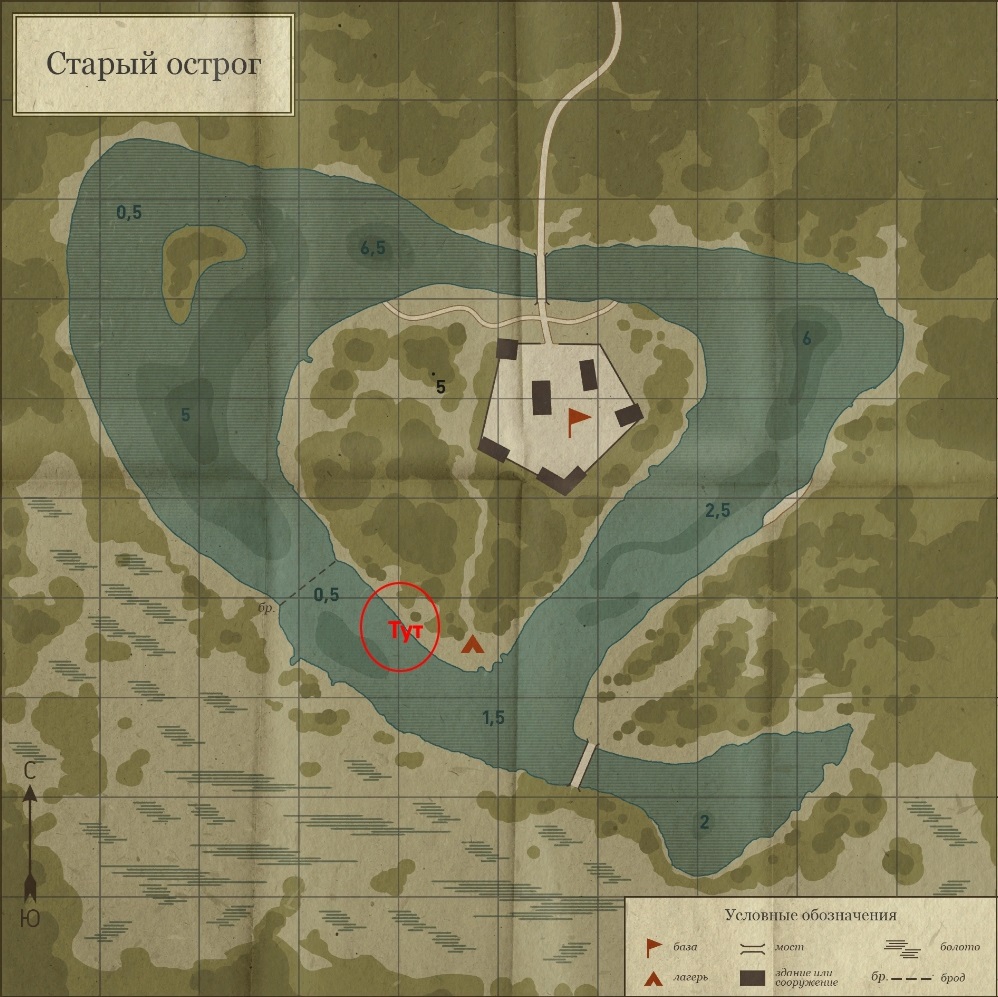 Старый острог
0,5
6,5
6
5
5
2,5
0,5
бр.
Тут
1,5
С
2
Ю
Условные обозначения
база
мост
болото
лагерь
здание или
сооружение
бр.
брод